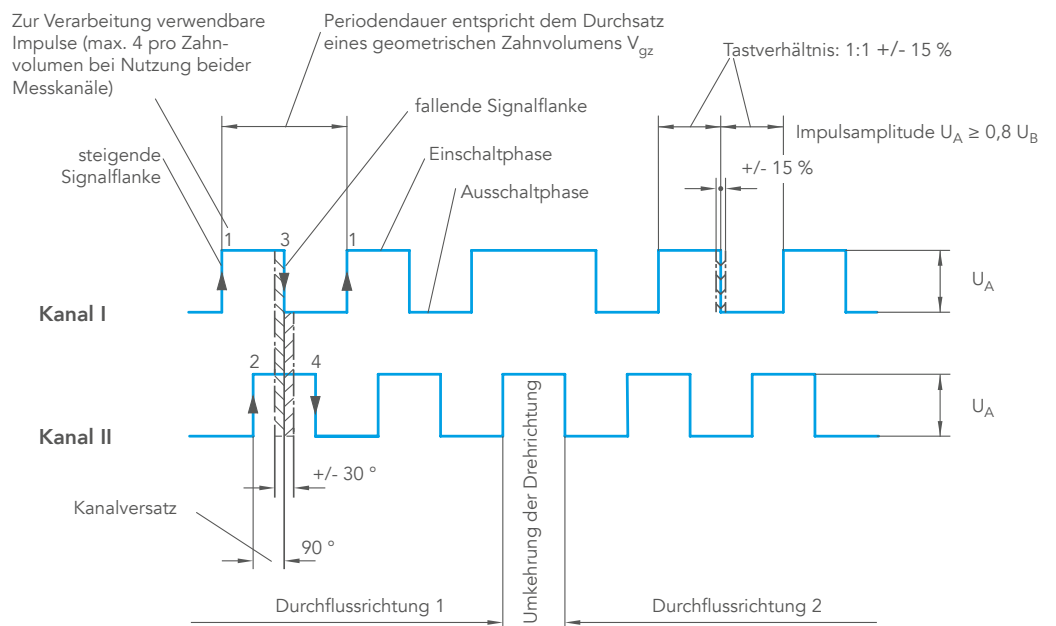 Zur Verarbeitung verwendbare
Impulse (max. 4 pro Zahn-
volumen bei Nutzung beider
Messkanäle)
Periodendauer entspricht dem Durchsatz
eines geometrischen Zahnvolumens Vgz
Tastverhältnis: 1:1 +/- 15 %
fallende Signalflanke
Impulsamplitude UA ≥ 0,8 UB
steigende
Signalflanke
Einschaltphase
+/- 15 %
Ausschaltphase
1
3
1
UA
Kanal I
2
4
UA
Kanal II
+/- 30 °
Kanalversatz
90 °
Umkehrung der Drehrichtung
Durchflussrichtung 1
Durchflussrichtung 2